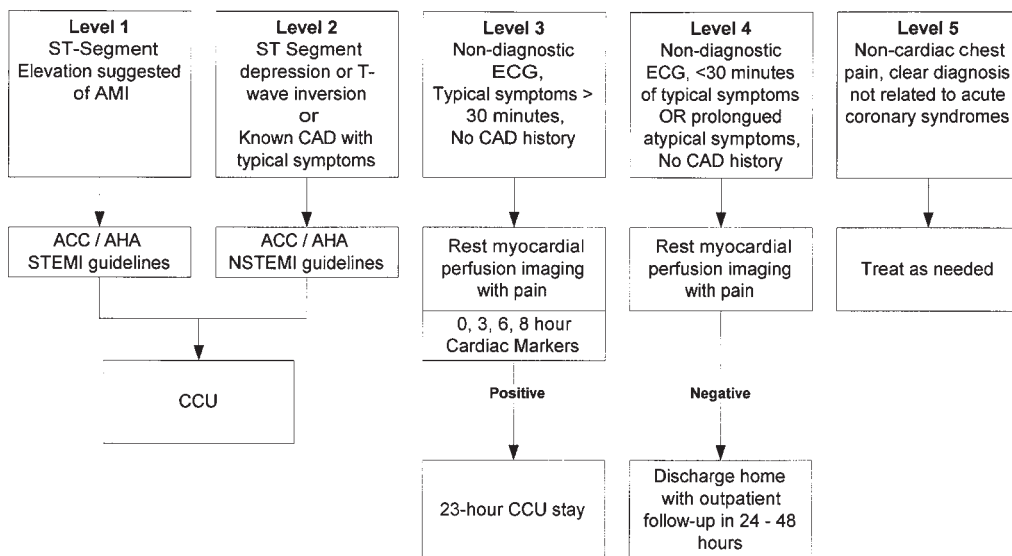 Level 1
ST-Segment
Elevation suggested
of AMI
Level 2
ST Segment
depression or T-
wave inversion
or
Known CAD with
typical symptoms
Level 3
Non-diagnostic
ECG,
Typical symptoms >
30 minutes,
No CAD history
Level 4
Non-diagnostic
ECG, <30 minutes
of typical symptoms
OR prolongued
atypical symptoms,
No CAD history
Level 5
Non-cardiac chest
pain, clear diagnosis
not related to acute
coronary syndromes
ACC / AHA
STEMI guidelines
ACC / AHA
NSTEMI guidelines
Rest myocardial
perfusion imaging
with pain
0, 3, 6, 8 hour
Cardiac Markers
Rest myocardial
perfusion imaging
with pain
Treat as needed
CCU
Positive
Negative
23-hour CCU stay
Discharge home
with outpatient
follow-up in 24 - 48
hours